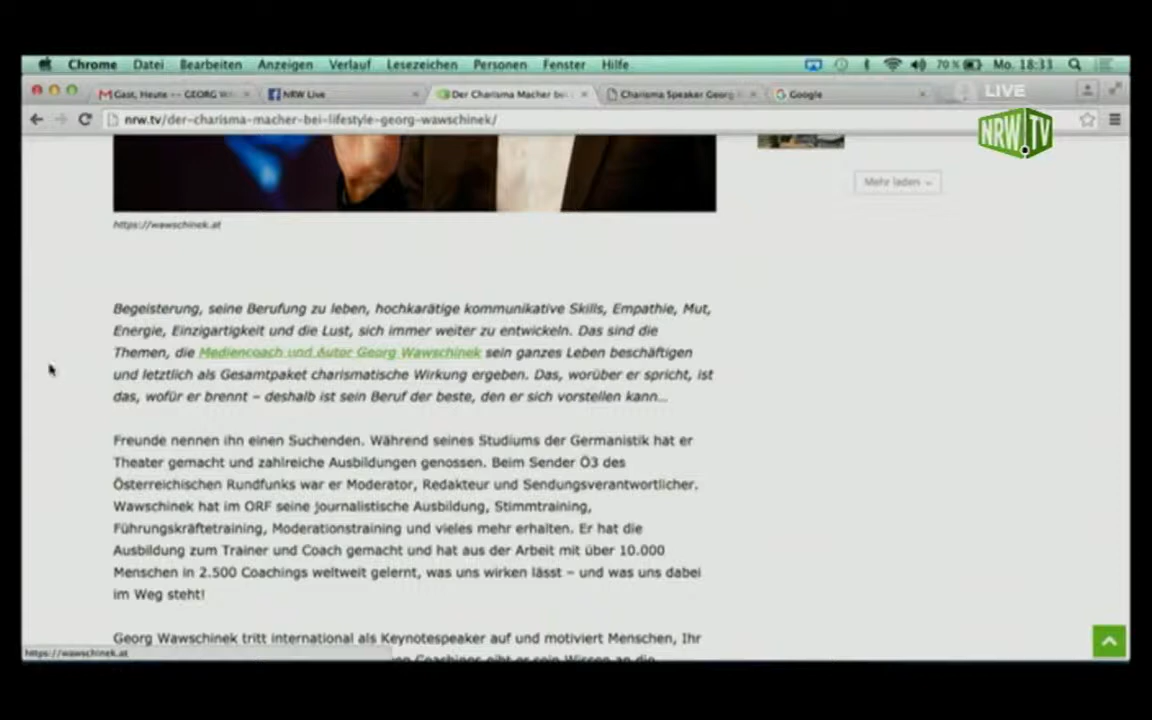 Chrome Datei Bearbeiten Anzeigen Verlauf Lesezeichen Personen Fenster Hilfe 70 % Mo. 18:33
Gast, Heute -- GEORG NRW Live Der Charisma Macher bei Charisma Speaker Georg Google LIVE
nrw.tv/der-charisma-macher-bei-lifestyle-georg-wawschinek/
NRW.TV
Mehr laden
https://wawschinek.at
Begeisterung, seine Berufung zu leben, hochkarätige kommunikative Skills, Empathie, Mut,
Energie, Einzigartigkeit und die Lust, sich immer weiter zu entwickeln. Das sind die
Themen, die Mediencoach und Autor Georg Wawschinek sein ganzes Leben beschäftigen
und letztlich als Gesamtpaket charismatische Wirkung ergeben. Das, worüber er spricht, ist
das, wofür er brennt – deshalb ist sein Beruf der beste, den er sich vorstellen kann...
Freunde nennen ihn einen Suchenden. Während seines Studiums der Germanistik hat er
Theater gemacht und zahlreiche Ausbildungen genossen. Beim Sender Ö3 des
Österreichischen Rundfunks war er Moderator, Redakteur und Sendungsverantwortlicher.
Wawschinek hat im ORF seine journalistische Ausbildung, Stimmtraining,
Führungskräftetraining, Moderationstraining und vieles mehr erhalten. Er hat die
Ausbildung zum Trainer und Coach gemacht und hat aus der Arbeit mit über 10.000
Menschen in 2.500 Coachings weltweit gelernt, was uns wirken lässt – und was uns dabei
im Weg steht!
Georg Wawschinek tritt international als Keynotespeaker auf und motiviert Menschen, Ihr
https://wawschinek.at